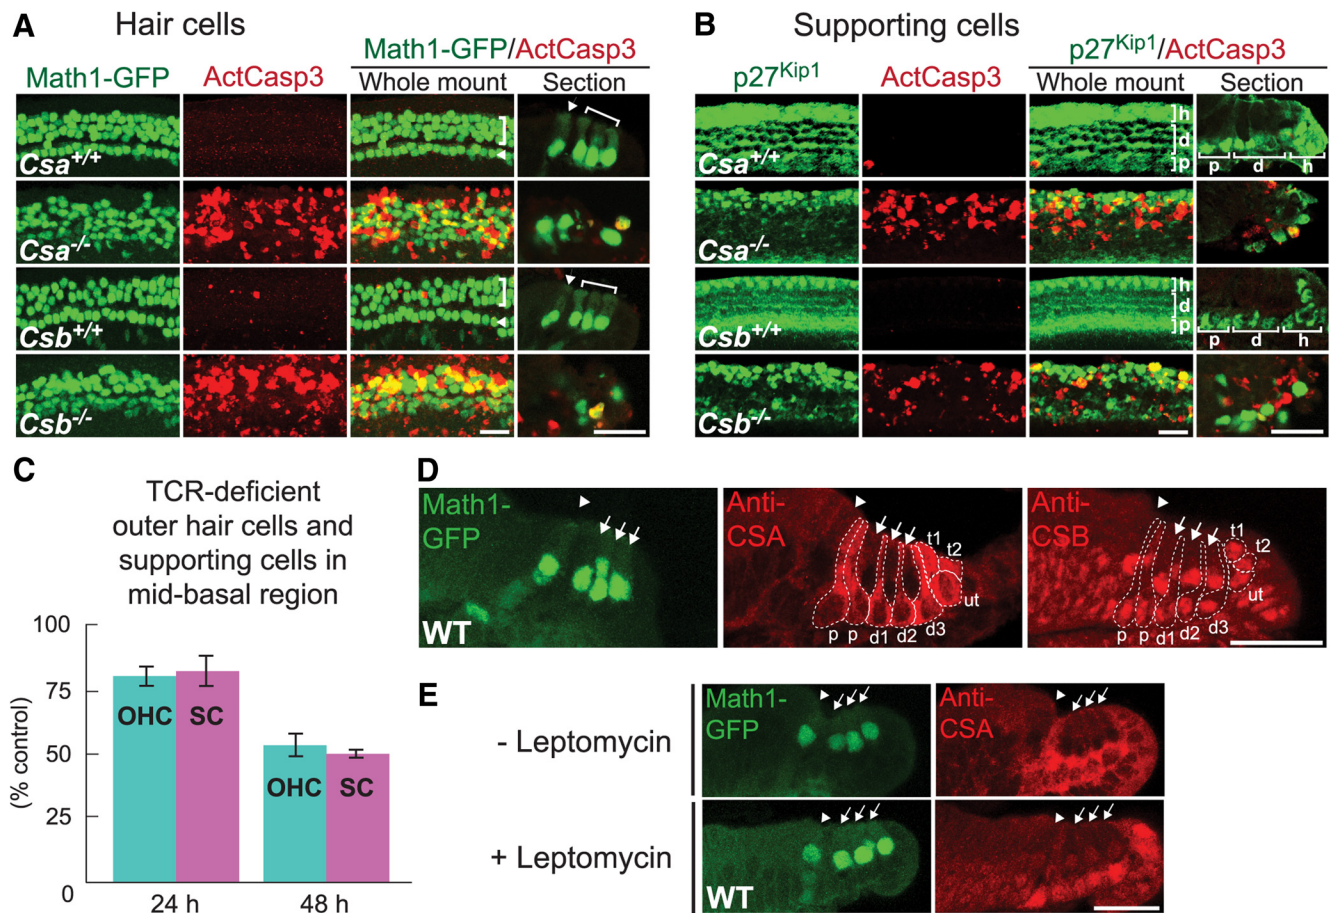 A Hair cells
Math1-GFP/ActCasp3
Math1-GFP ActCasp3 Whole mount Section
Csa+/+
Csa-/-
Csb+/+
Csb-/-
B Supporting cells
p27Kip1/ActCasp3
p27Kip1 ActCasp3 Whole mount Section
Csa+/+ h d p p d h
Csa-/-
Csb+/+ h d p p d h
Csb-/-
C
TCR-deficient
outer hair cells and
supporting cells in
mid-basal region
(% control)
100
75
50
25
0
OHC SC
OHC SC
24 h 48 h
D
Math1-
GFP
WT
Anti-
CSA
t1
t2
ut
p p d1 d2 d3
Anti-
CSB
t1
t2
ut
p p d1 d2 d3
E
- Leptomycin
Math1-
GFP
Anti-
CSA
+ Leptomycin
WT